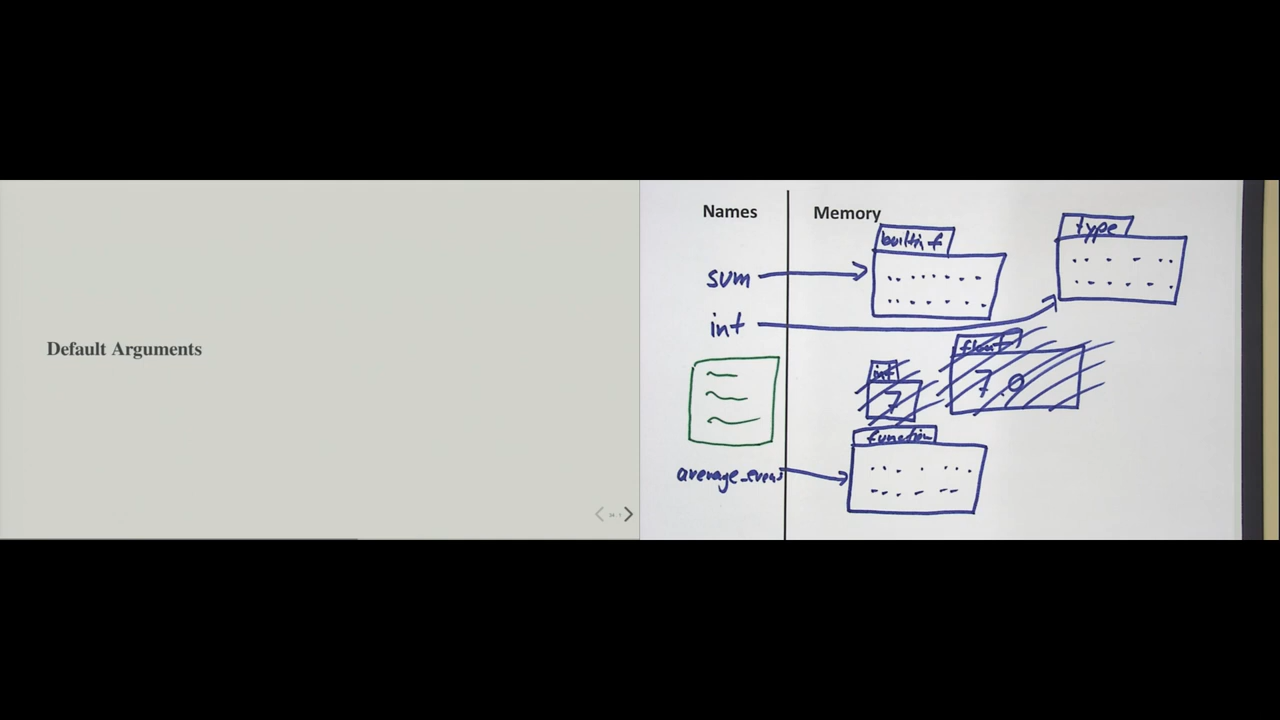 Default Arguments
Names
Memory
builtin f
type
sum
int
float
7.0
int
7
function
average_evens